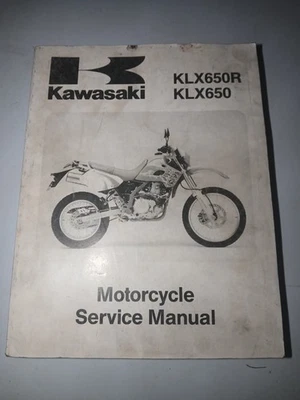 KLX650R
Kawasaki KLX650
Motorcycle
Service Manual